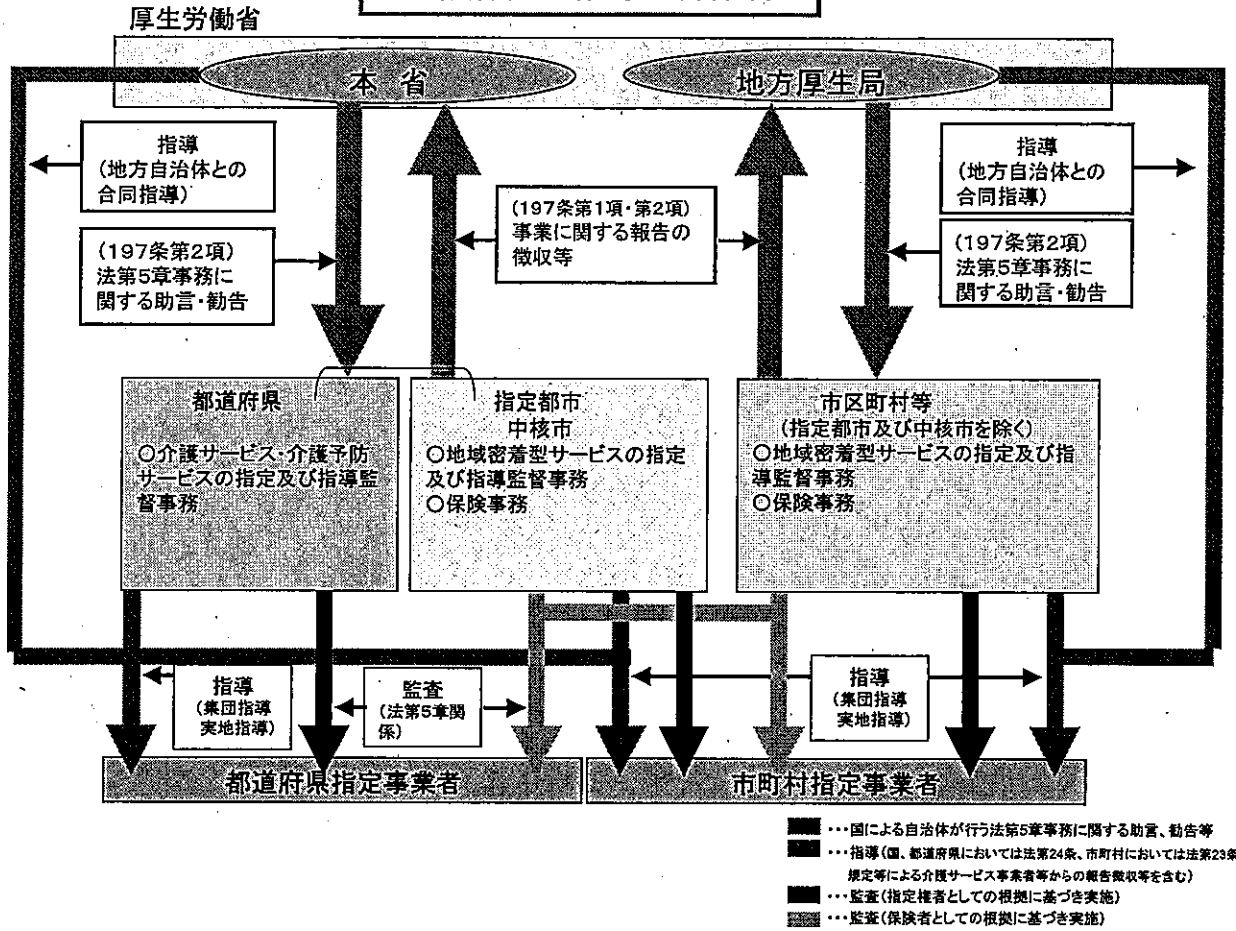 厚生労働省
本 省
地方厚生局
指導
(地方自治体との
合同指導)
(197条第2項)
法第5章事務に
関する助言・勧告
(197条第1項・第2項)
事業に関する報告の
徴収等
指導
(地方自治体との
合同指導)
(197条第2項)
法第5章事務に
関する助言・勧告
都道府県
○介護サービス・介護予防
サービスの指定及び指導監
督事務
指定都市
中核市
○地域密着型サービスの指定
及び指導監督事務
○保険事務
市区町村等
(指定都市及び中核市を除く)
○地域密着型サービスの指定及び指
導監督事務
○保険事務
指導
(集団指導
実地指導)
監査
(法第5章関
係)
指導
(集団指導
実地指導)
都道府県指定事業者
市町村指定事業者
・・・国による自治体が行う法第5章事務に関する助言、勧告等
・・・指導(国、都道府県においては法第24条、市町村においては法第23条
規定等による介護サービス事業者等からの報告徴収等を含む)
・・・監査(指定権者としての根拠に基づき実施)
・・・監査(保険者としての根拠に基づき実施)